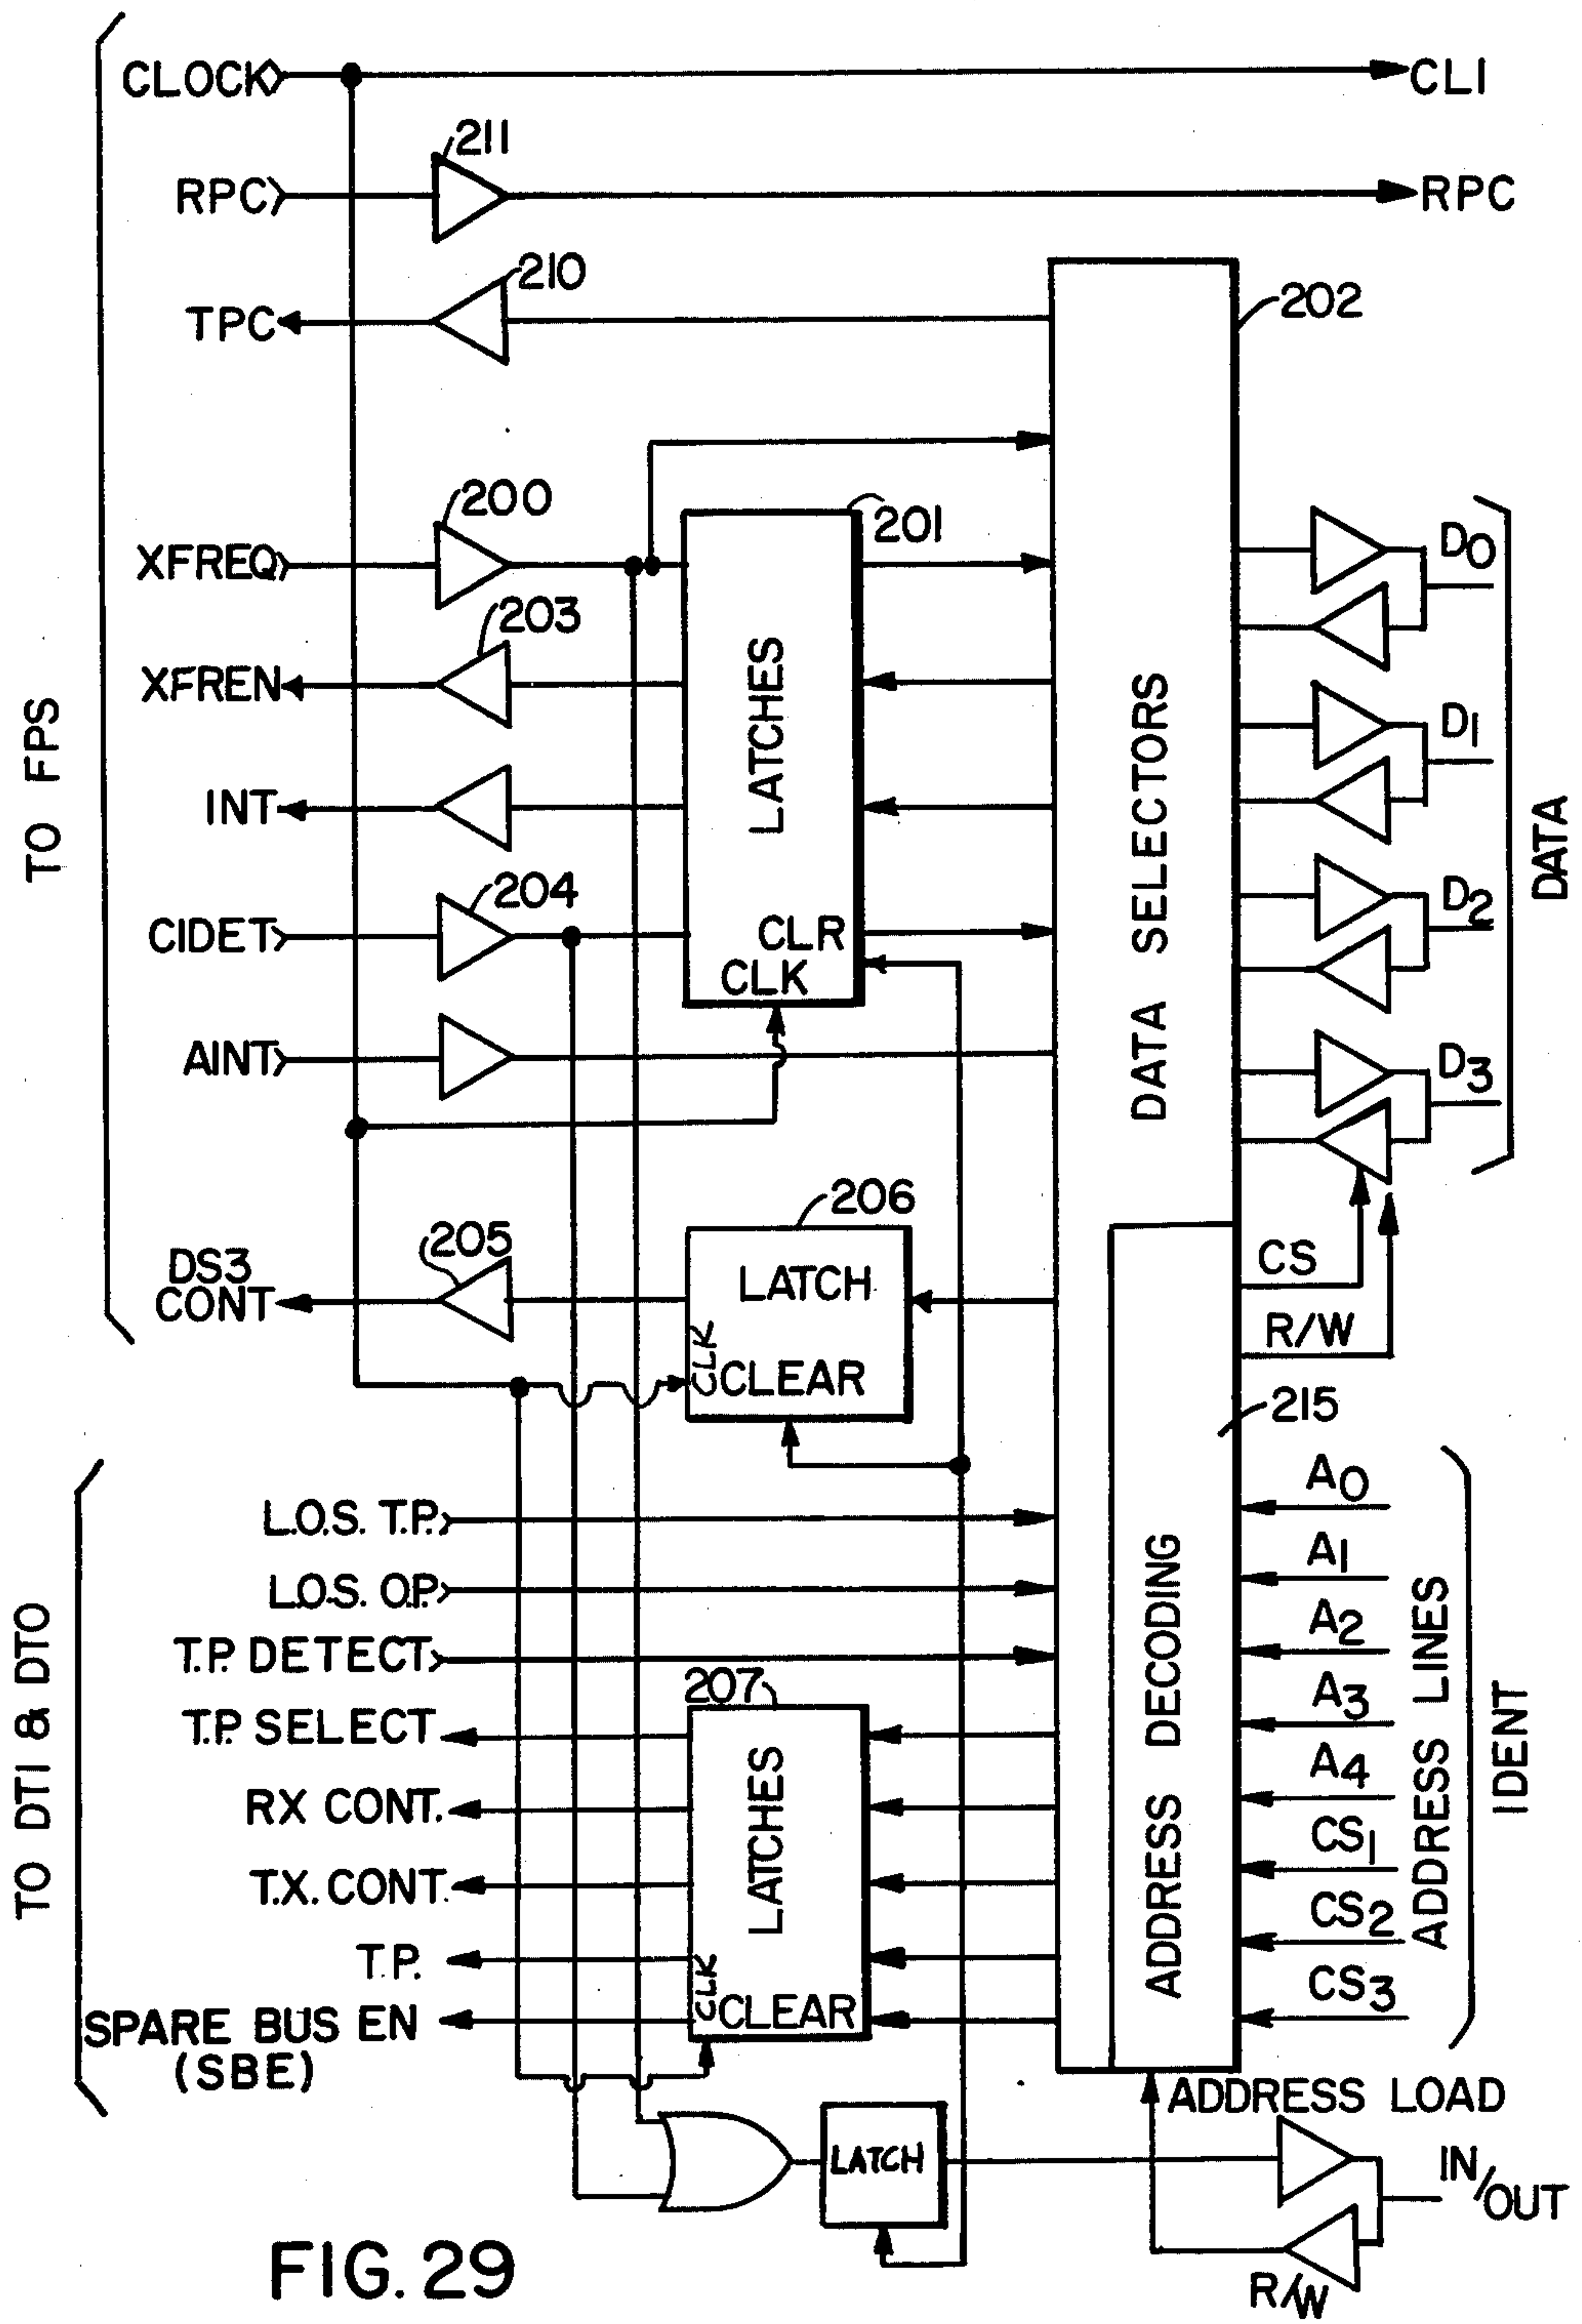 CLOCK
CLI
211
RPC
RPC
210
TPC
202
200
201
XFREQ
D0
203
XFREN
LATCHES
DATA SELECTORS
D1
TO FPS
INT
DATA
204
CIDET
CLR
CLK
D2
AINT
D3
206
205
DS3
CONT
LATCH
CLK
CLEAR
CS
R/W
215
L.O.S. T.P.
L.O.S. O.P.
T.P. DETECT
207
T.P. SELECT
RX CONT.
T.X. CONT.
T.P.
SPARE BUS EN
(SBE)
TO DTI & DTO
LATCHES
CLK
CLEAR
ADDRESS DECODING
A0
A1
A2
A3
A4
CS1
CS2
CS3
ADDRESS LINES
IDENT
ADDRESS LOAD
LATCH
IN/OUT
R/W
FIG. 29